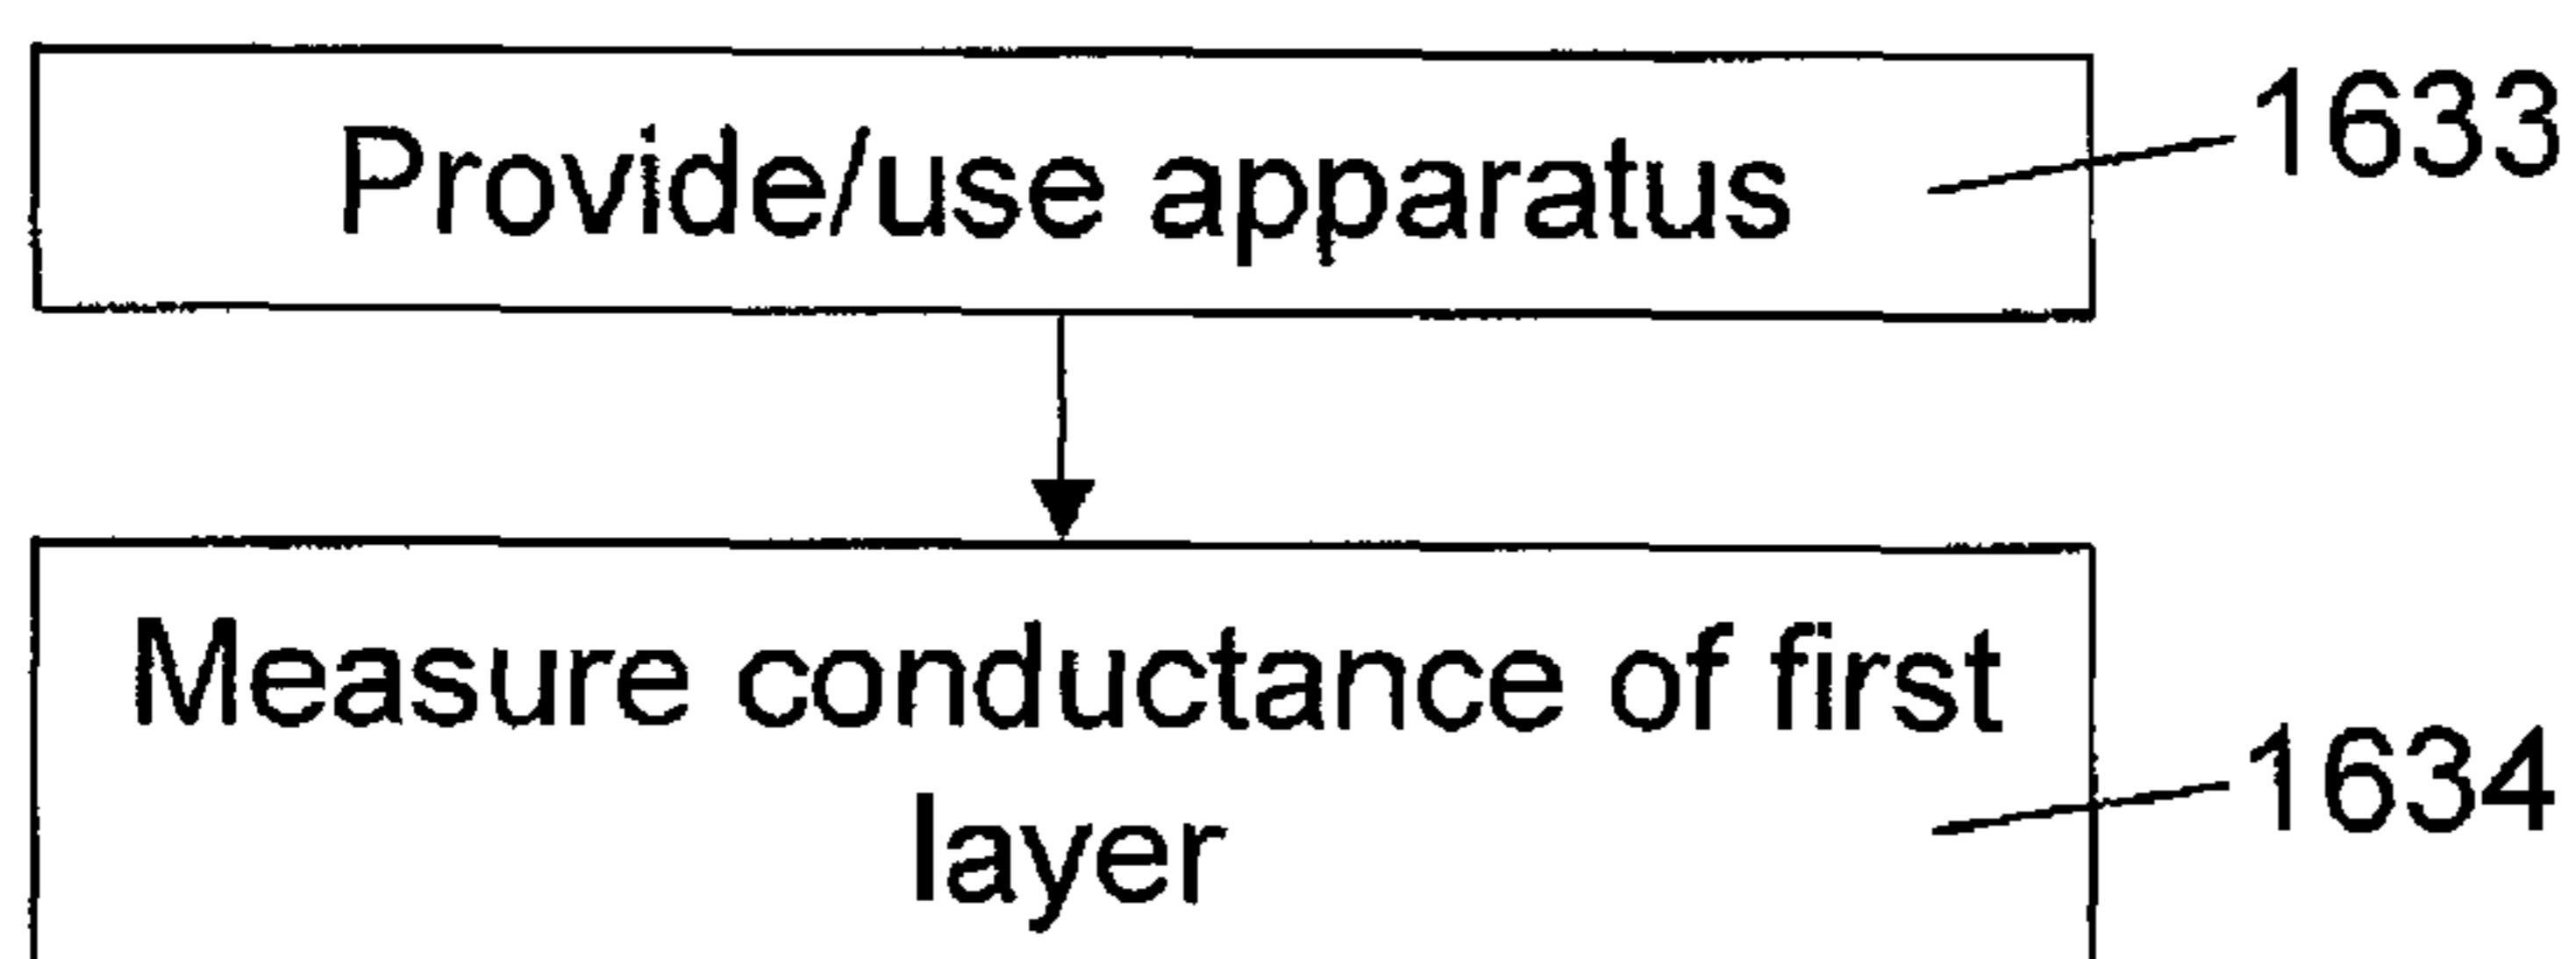 Provide/use apparatus
1633
Measure conductance of first
layer
1634